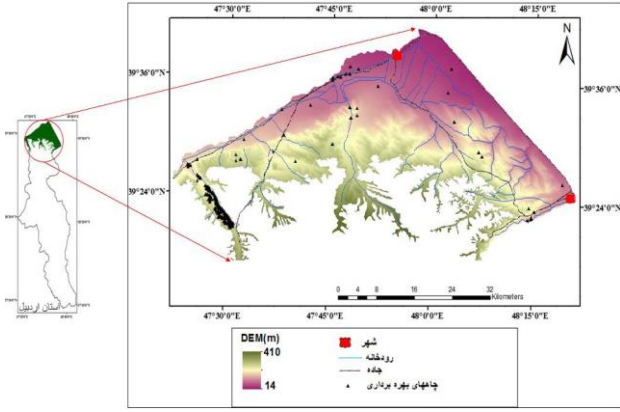 47°30'0"E
47°45'0"E
48°0'0"E
48°15'0"E
N
39°36'0"N
39°36'0"N
39°24'0"N
39°24'0"N
استان اردبیل
0 4 8 16 24 32
Kilometers
47°30'0"E
47°45'0"E
48°0'0"E
48°15'0"E
DEM(m)
410
14
شهر
رودخانه
جاده
چاههای بهره برداری